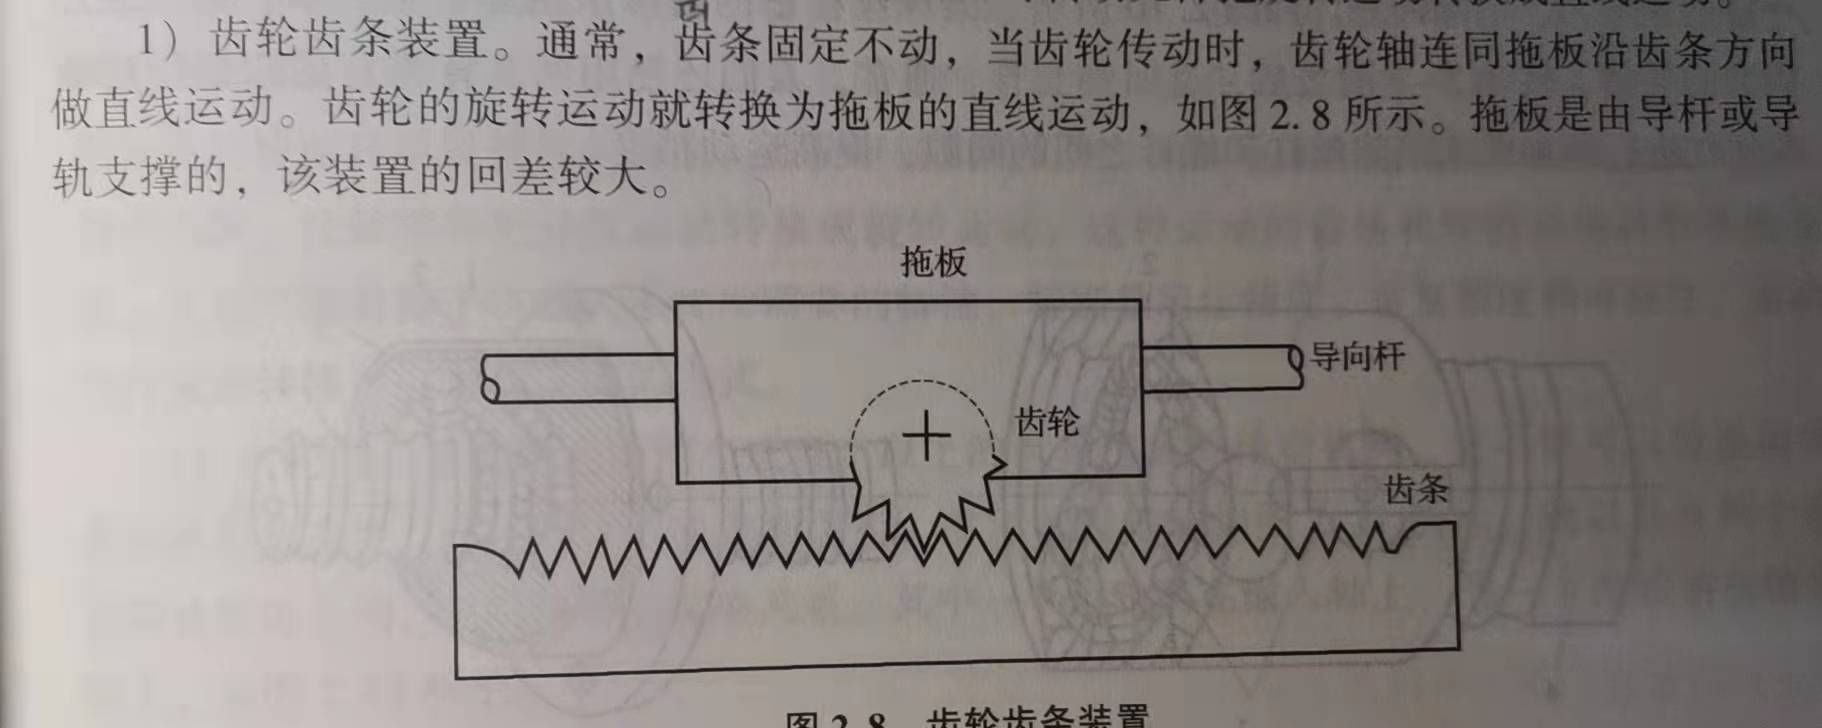 1）齿轮齿条装置。通常，齿条固定不动，当齿轮传动时，齿轮轴连同拖板沿齿条方向
做直线运动。齿轮的旋转运动就转换为拖板的直线运动，如图 2.8 所示。拖板是由导杆或导
轨支撑的，该装置的回差较大。
拖板
导向杆
齿轮
齿条
图 2.8 齿轮齿条装置